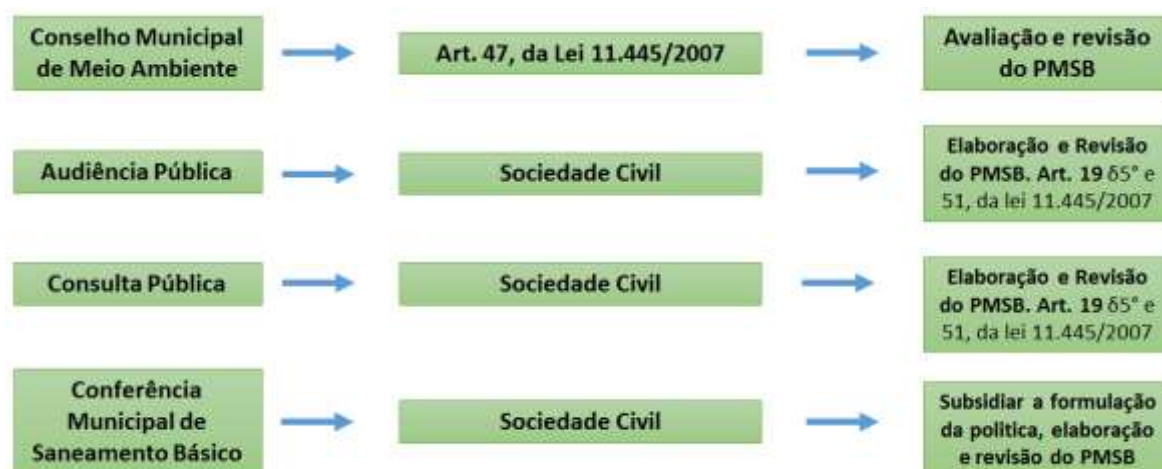 Conselho Municipal
de Meio Ambiente
Art. 47, da Lei 11.445/2007
Avaliação e revisão
do PMSB
Audiência Pública
Sociedade Civil
Elaboração e Revisão
do PMSB. Art. 19 δ5° e
51, da lei 11.445/2007
Consulta Pública
Sociedade Civil
Elaboração e Revisão
do PMSB. Art. 19 δ5° e
51, da lei 11.445/2007
Conferência
Municipal de
Saneamento Básico
Sociedade Civil
Subsidiar a formulação
da politica, elaboração
e revisão do PMSB